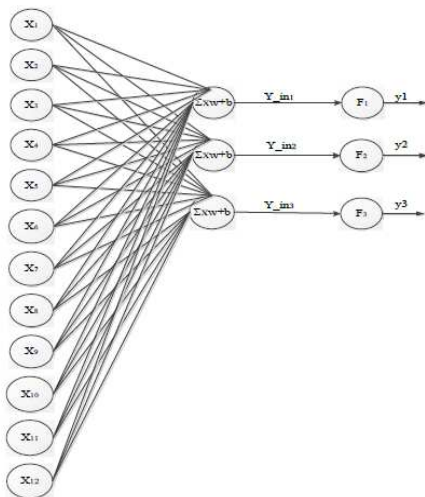 X1
X2
X3
X4
X5
X6
X7
X8
X9
X10
X11
X12
Σxw+b
Y_in1
F1
y1
Σxw+b
Y_in2
F2
y2
Σxw+b
Y_in3
F3
y3